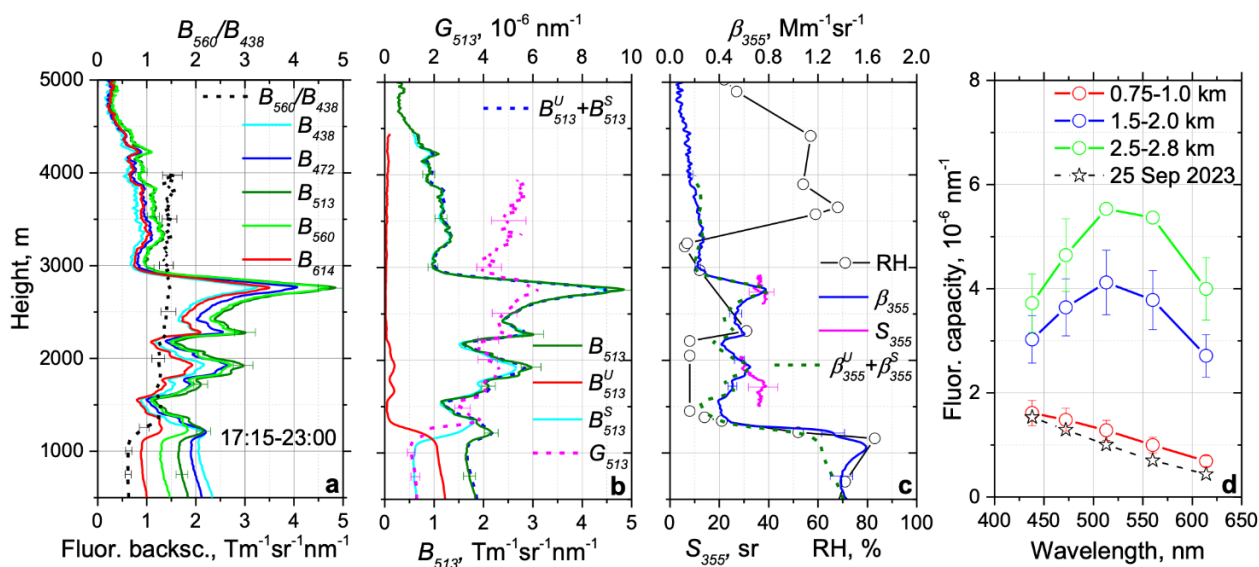 B560/B438
0 1 2 3 4 5
5000
4000
3000
2000
1000
Height, m
B560/B438
B438
B472
B513
B560
B614
17:15-23:00
a
0 1 2 3 4 5
Fluor. backsc., Tm⁻¹sr⁻¹nm⁻¹
G513, 10⁻⁶ nm⁻¹
0 2 4 6 8 10
Bᵁ513+Bˢ513
B513
Bᵁ513
Bˢ513
G513
b
0 1 2 3 4 5
B513, Tm⁻¹sr⁻¹nm⁻¹
β355, Mm⁻¹sr⁻¹
0.0 0.4 0.8 1.2 1.6 2.0
RH
β355
S355
βᵁ355+βˢ355
c
0 20 40 60 80 100
S355, sr RH, %
8
6
4
2
0
Fluor. capacity, 10⁻⁶ nm⁻¹
0.75-1.0 km
1.5-2.0 km
2.5-2.8 km
25 Sep 2023
d
400 450 500 550 600 650
Wavelength, nm